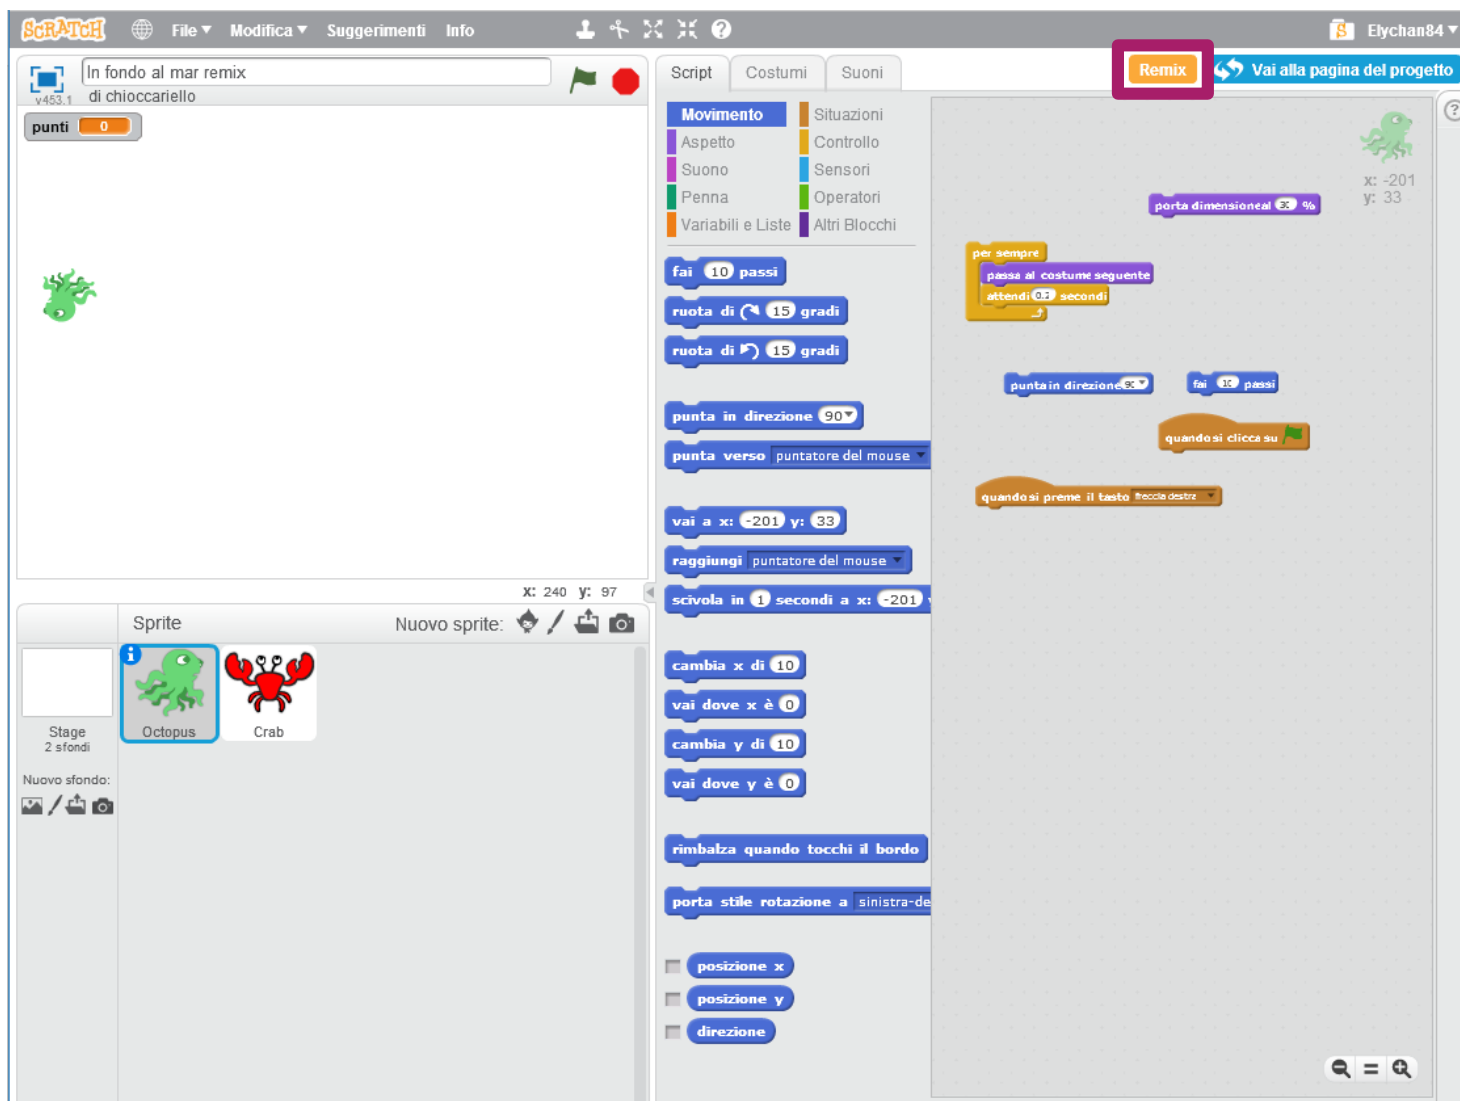 SCRATCH File Modifica Suggerimenti Info Elychan84
In fondo al mar remix
v453.1 di chioccariello
punti 0
x: 240 y: 97
Sprite Nuovo sprite:
Stage
2 sfondi
Octopus Crab
Nuovo sfondo:
Script Costumi Suoni
Remix Vai alla pagina del progetto
Movimento Situazioni
Aspetto Controllo
Suono Sensori
Penna Operatori
Variabili e Liste Altri Blocchi
fai 10 passi
ruota di 15 gradi
ruota di 15 gradi
punta in direzione 90
punta verso puntatore del mouse
vai a x: -201 y: 33
raggiungi puntatore del mouse
scivola in 1 secondi a x: -201
cambia x di 10
vai dove x è 0
cambia y di 10
vai dove y è 0
rimbalza quando tocchi il bordo
porta stile rotazione a sinistra-de
posizione x
posizione y
direzione
x: -201
y: 33
porta dimensione al 30 %
per sempre
passa al costume seguente
attendi 0.2 secondi
punta in direzione 90 fai 10 passi
quando si clicca su
quando si preme il tasto freccia destra